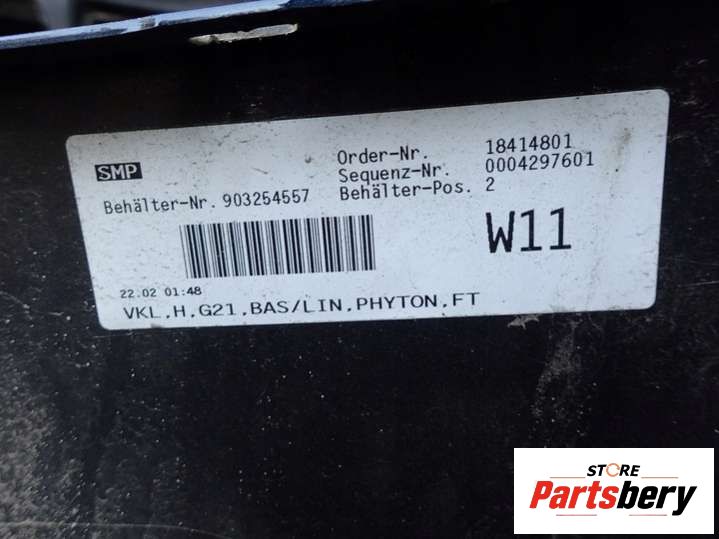 SMP
Order-Nr. 18414801
Sequenz-Nr. 0004297601
Behälter-Nr. 903254557 Behälter-Pos. 2
W11
22.02 01:48
VKL,H,G21,BAS/LIN,PHYTON,FT
STORE
Partsbery